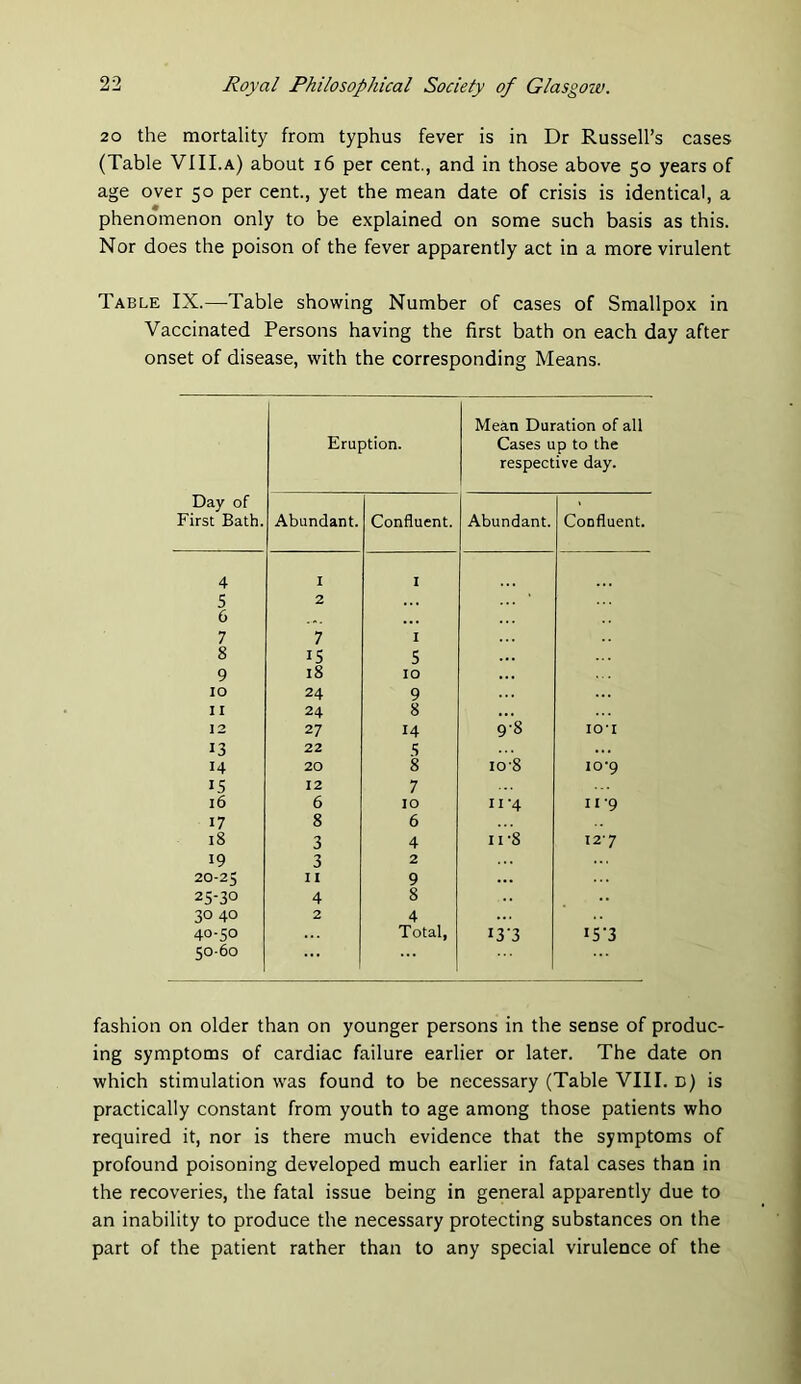 22 Royal Philosophical Society of Glasgow.
20 the mortality from typhus fever is in Dr Russell's cases
(Table VIII.A) about 16 per cent., and in those above 50 years of
age over 50 per cent., yet the mean date of crisis is identical, a
phenomenon only to be explained on some such basis as this.
Nor does the poison of the fever apparently act in a more virulent
Table IX.—Table showing Number of cases of Smallpox in
Vaccinated Persons having the first bath on each day after
onset of disease, with the corresponding Means.
Day of First Bath. Eruption. Mean Duration of all Cases up to the respective day.
Abundant. Confluent. Abundant. Confluent.
4 1 1 ... ...
5 2 ... ... ...
6 ... ... ... ..
7 7 1 ... ..
8 15 5 ... ...
9 18 10 ... ...
10 24 9 ... ...
11 24 8 ... ...
12 27 14 9·8 10·1
13 22 5 ... ...
14 20 8 10·8 10·9
15 12 7 ... ...
16 6 10 11·4 11·9
17 8 6 ... ..
18 3 4 11·8 12·7
19 3 2 ... ...
20-25 11 9 ... ...
25-30 4 8 .. ..
30 40 2 4 ... ..
40-50 ... Total, 13·3 15·3
50-60 ... ... ... ...
fashion on older than on younger persons in the sense of produc-
ing symptoms of cardiac failure earlier or later. The date on
which stimulation was found to be necessary (Table VIII. D) is
practically constant from youth to age among those patients who
required it, nor is there much evidence that the symptoms of
profound poisoning developed much earlier in fatal cases than in
the recoveries, the fatal issue being in general apparently due to
an inability to produce the necessary protecting substances on the
part of the patient rather than to any special virulence of the